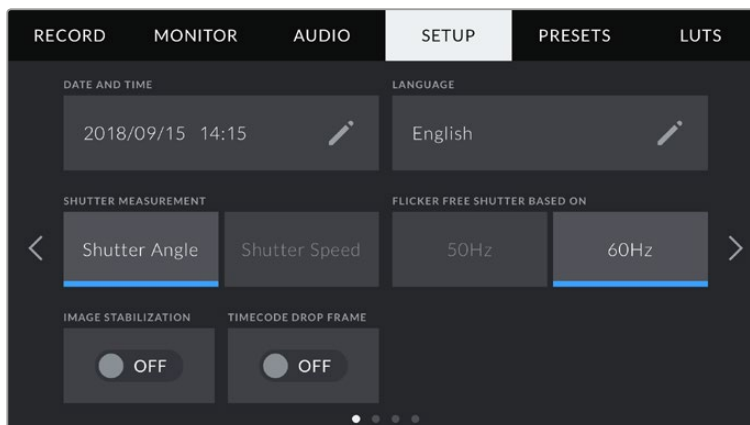 RECORD MONITOR AUDIO SETUP PRESETS LUTS
DATE AND TIME LANGUAGE
2018/09/15 14:15 English
SHUTTER MEASUREMENT FLICKER FREE SHUTTER BASED ON
Shutter Angle Shutter Speed 50Hz 60Hz
IMAGE STABILIZATION TIMECODE DROP FRAME
OFF OFF